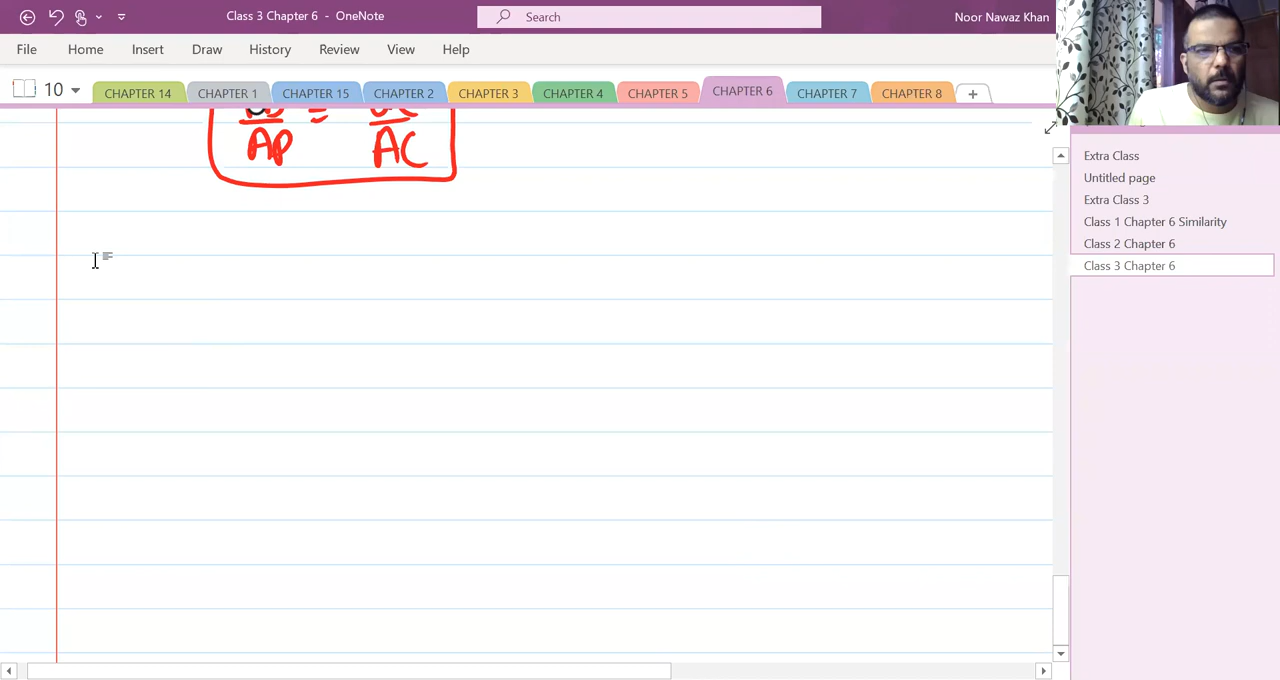 Class 3 Chapter 6 - OneNote
Search
Noor Nawaz Khan
File Home Insert Draw History Review View Help
10 CHAPTER 14 CHAPTER 1 CHAPTER 15 CHAPTER 2 CHAPTER 3 CHAPTER 4 CHAPTER 5 CHAPTER 6 CHAPTER 7 CHAPTER 8 +
=
AP AC
Extra Class
Untitled page
Extra Class 3
Class 1 Chapter 6 Similarity
Class 2 Chapter 6
Class 3 Chapter 6